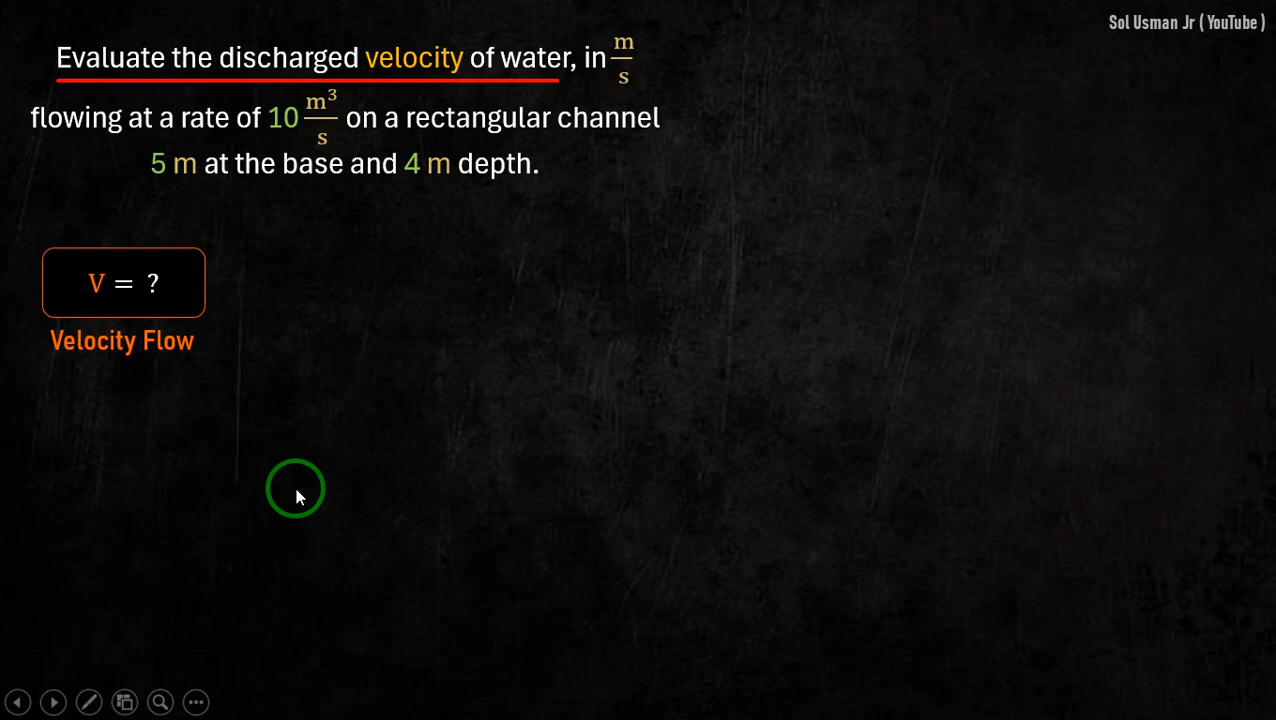 Sol Usman Jr ( YouTube )
Evaluate the discharged velocity of water, in m/s
flowing at a rate of 10 m³/s on a rectangular channel
5 m at the base and 4 m depth.
V = ?
Velocity Flow